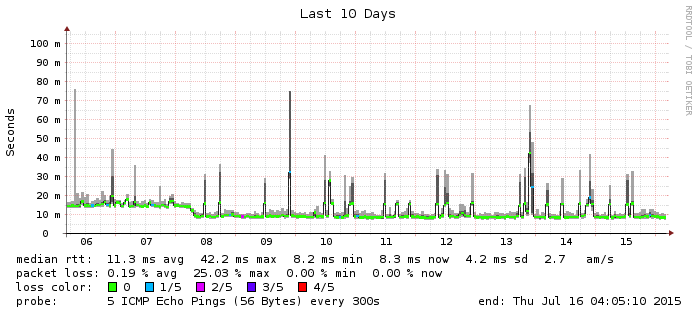 Last 10 Days
RRDTOOL / TOBI OETIKER
Seconds
100 m
90 m
80 m
70 m
60 m
50 m
40 m
30 m
20 m
10 m
0
06 07 08 09 10 11 12 13 14 15
median rtt: 11.3 ms avg 42.2 ms max 8.2 ms min 8.3 ms now 4.2 ms sd 2.7 am/s
packet loss: 0.19 % avg 25.03 % max 0.00 % min 0.00 % now
loss color: 0 1/5 2/5 3/5 4/5
probe: 5 ICMP Echo Pings (56 Bytes) every 300s end: Thu Jul 16 04:05:10 2015